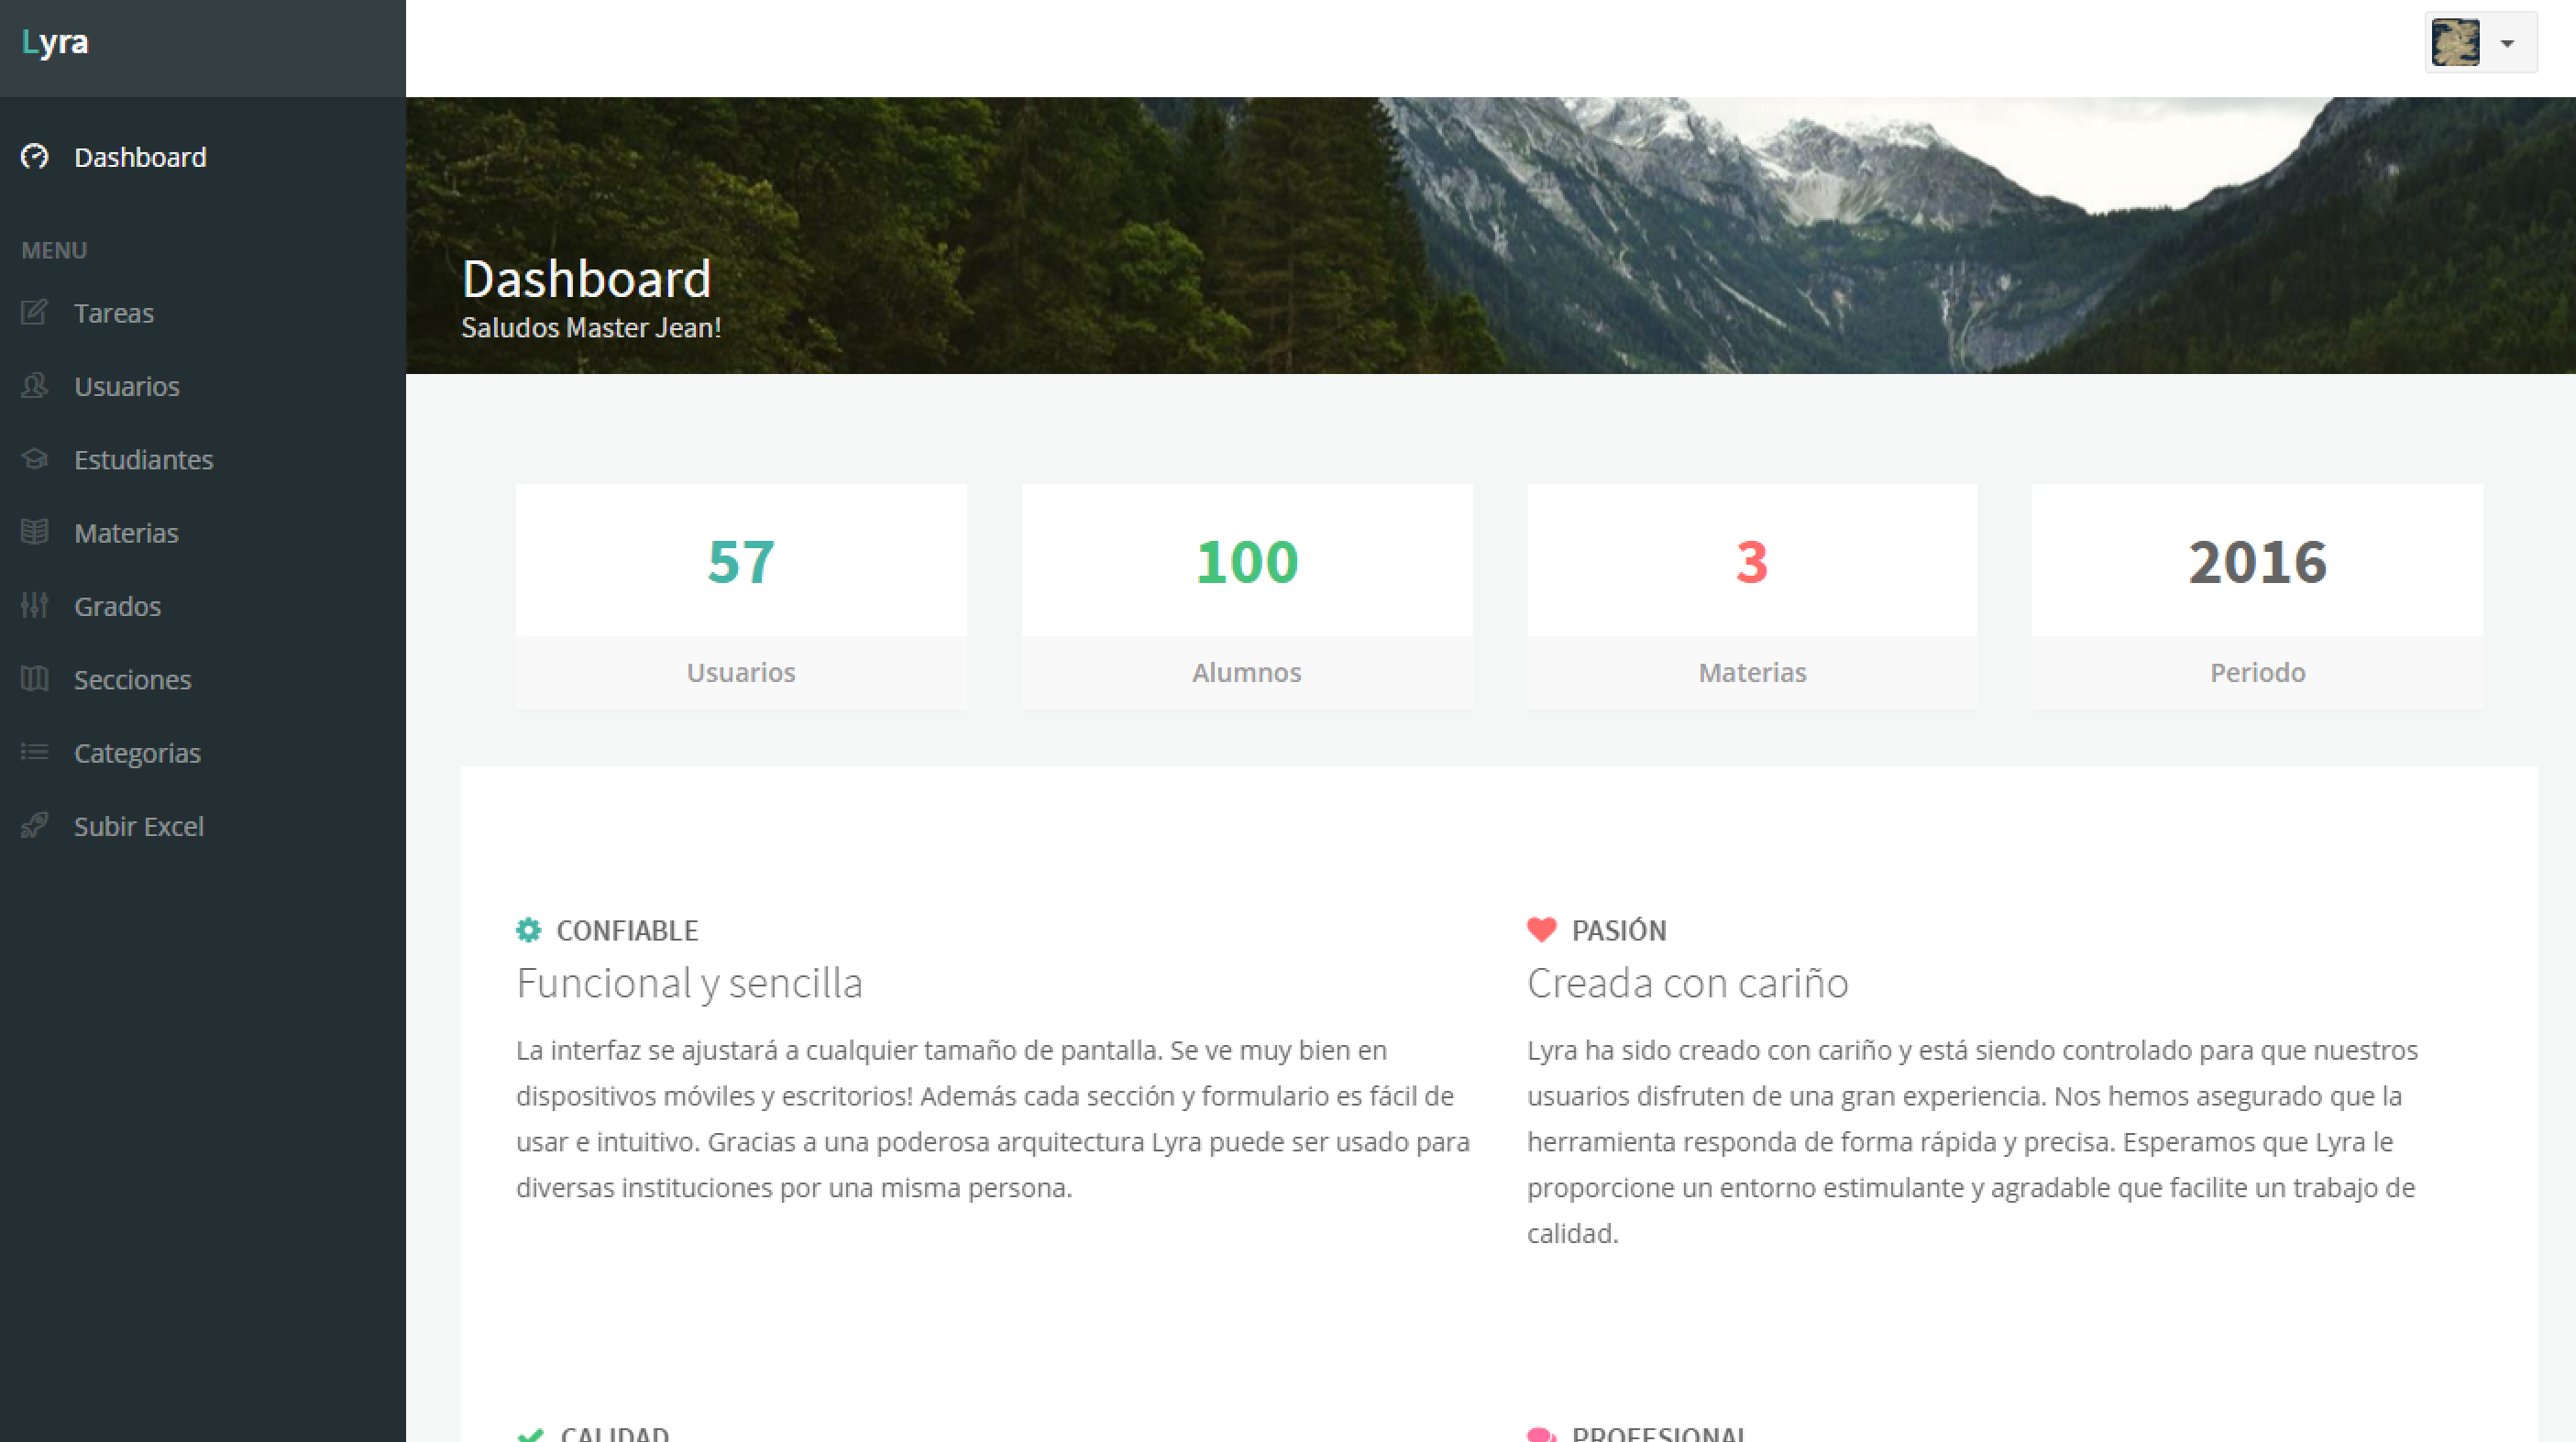 Lyra
Dashboard
MENU
Tareas
Usuarios
Estudiantes
Materias
Grados
Secciones
Categorias
Subir Excel
Dashboard
Saludos Master Jean!
57
Usuarios
100
Alumnos
3
Materias
2016
Periodo
CONFIABLE
Funcional y sencilla
La interfaz se ajustará a cualquier tamaño de pantalla. Se ve muy bien en
dispositivos móviles y escritorios! Además cada sección y formulario es fácil de
usar e intuitivo. Gracias a una poderosa arquitectura Lyra puede ser usado para
diversas instituciones por una misma persona.
PASIÓN
Creada con cariño
Lyra ha sido creado con cariño y está siendo controlado para que nuestros
usuarios disfruten de una gran experiencia. Nos hemos asegurado que la
herramienta responda de forma rápida y precisa. Esperamos que Lyra le
proporcione un entorno estimulante y agradable que facilite un trabajo de
calidad.
CALIDAD
PROFESIONAL